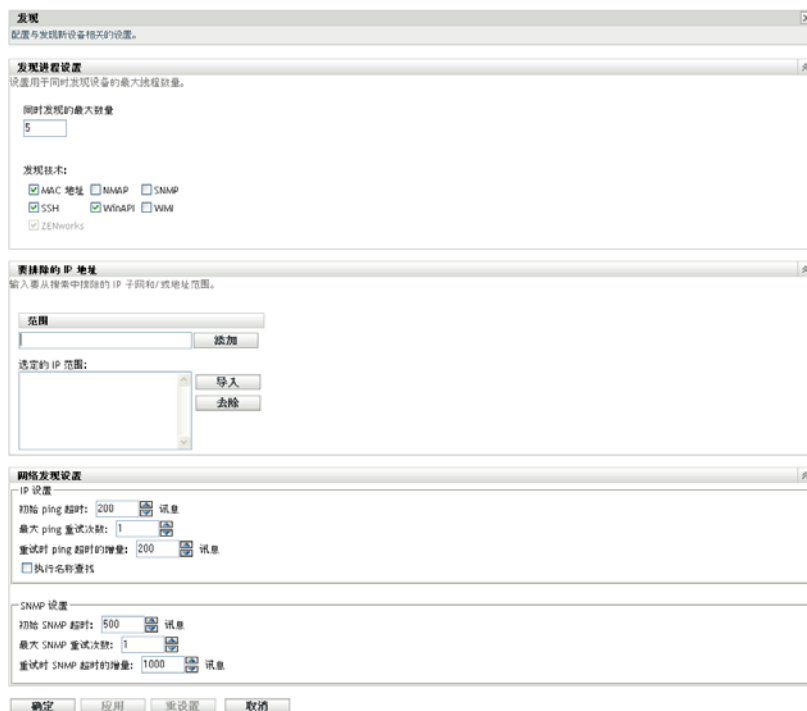 发现
配置与发现新设备相关的设置。
发现进程设置
设置用于同时发现设备的最大线程数量。
同时发现的最大数量
5
发现技术:
MAC 地址 NMAP SNMP
SSH WinAPI WMI
ZENworks
要排除的 IP 地址
输入要从搜索中排除的 IP 子网和/或地址范围。
范围
添加
选定的 IP 范围:
导入
去除
网络发现设置
IP 设置
初始 ping 超时: 200 讯息
最大 ping 重试次数: 1
重试时 ping 超时的增量: 200 讯息
执行名称查找
SNMP 设置
初始 SNMP 超时: 500 讯息
最大 SNMP 重试次数: 1
重试时 SNMP 超时的增量: 1000 讯息
确定 应用 重设置 取消